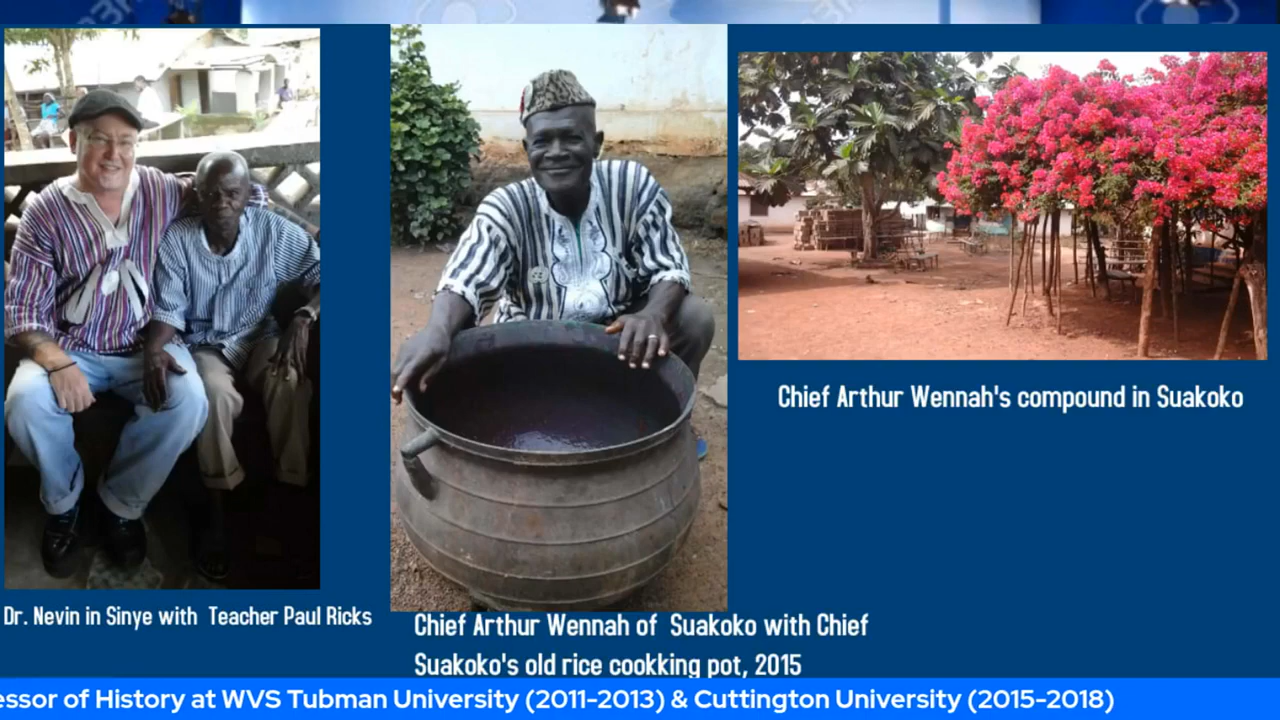 Chief Arthur Wennah's compound in Suakoko
Dr. Nevin in Sinye with Teacher Paul Ricks
Chief Arthur Wennah of Suakoko with Chief
Suakoko's old rice cookking pot, 2015
essor of History at WVS Tubman University (2011-2013) & Cuttington University (2015-2018)